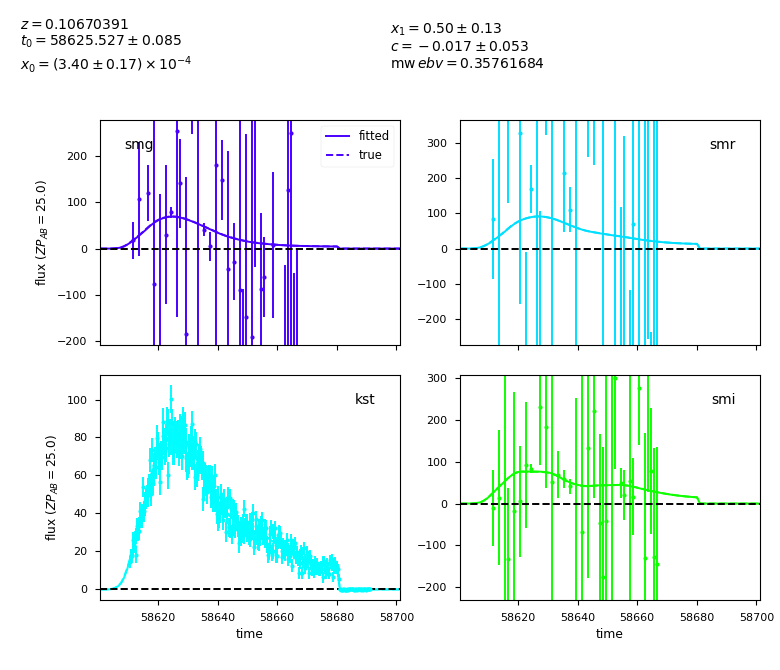 z = 0.10670391
t₀ = 58625.527 ± 0.085
x₀ = (3.40 ± 0.17) × 10⁻⁴
x₁ = 0.50 ± 0.13
c = −0.017 ± 0.053
mw ebv = 0.35761684
smg
fitted
true
200
100
0
−100
−200
flux (ZP_AB = 25.0)
smr
300
200
100
0
−100
−200
kst
100
80
60
40
20
0
flux (ZP_AB = 25.0)
58620 58640 58660 58680 58700
time
smi
300
200
100
0
−100
−200
58620 58640 58660 58680 58700
time